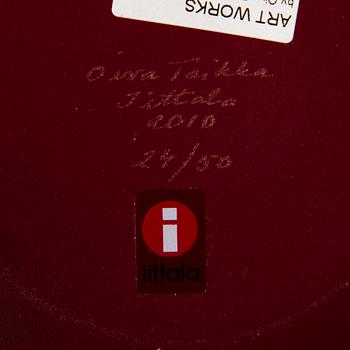 ART WORKS
Oiva Toikka
Iittala
2010
24/50
i
iittala